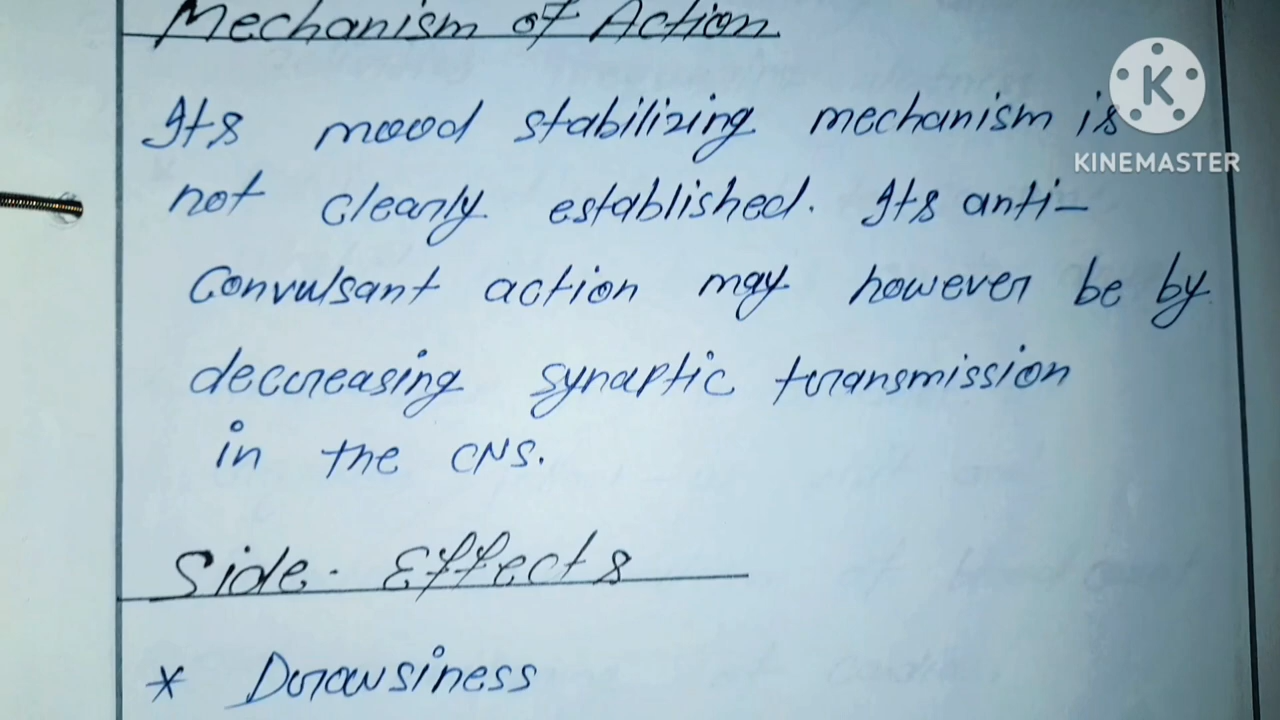 Mechanism of Action
Its mood stabilizing mechanism is
not clearly established. Its anti-
Convulsant action may however be by
decreasing synaptic transmission
in the CNS.
Side-Effects
* Drowsiness
K
KINEMASTER